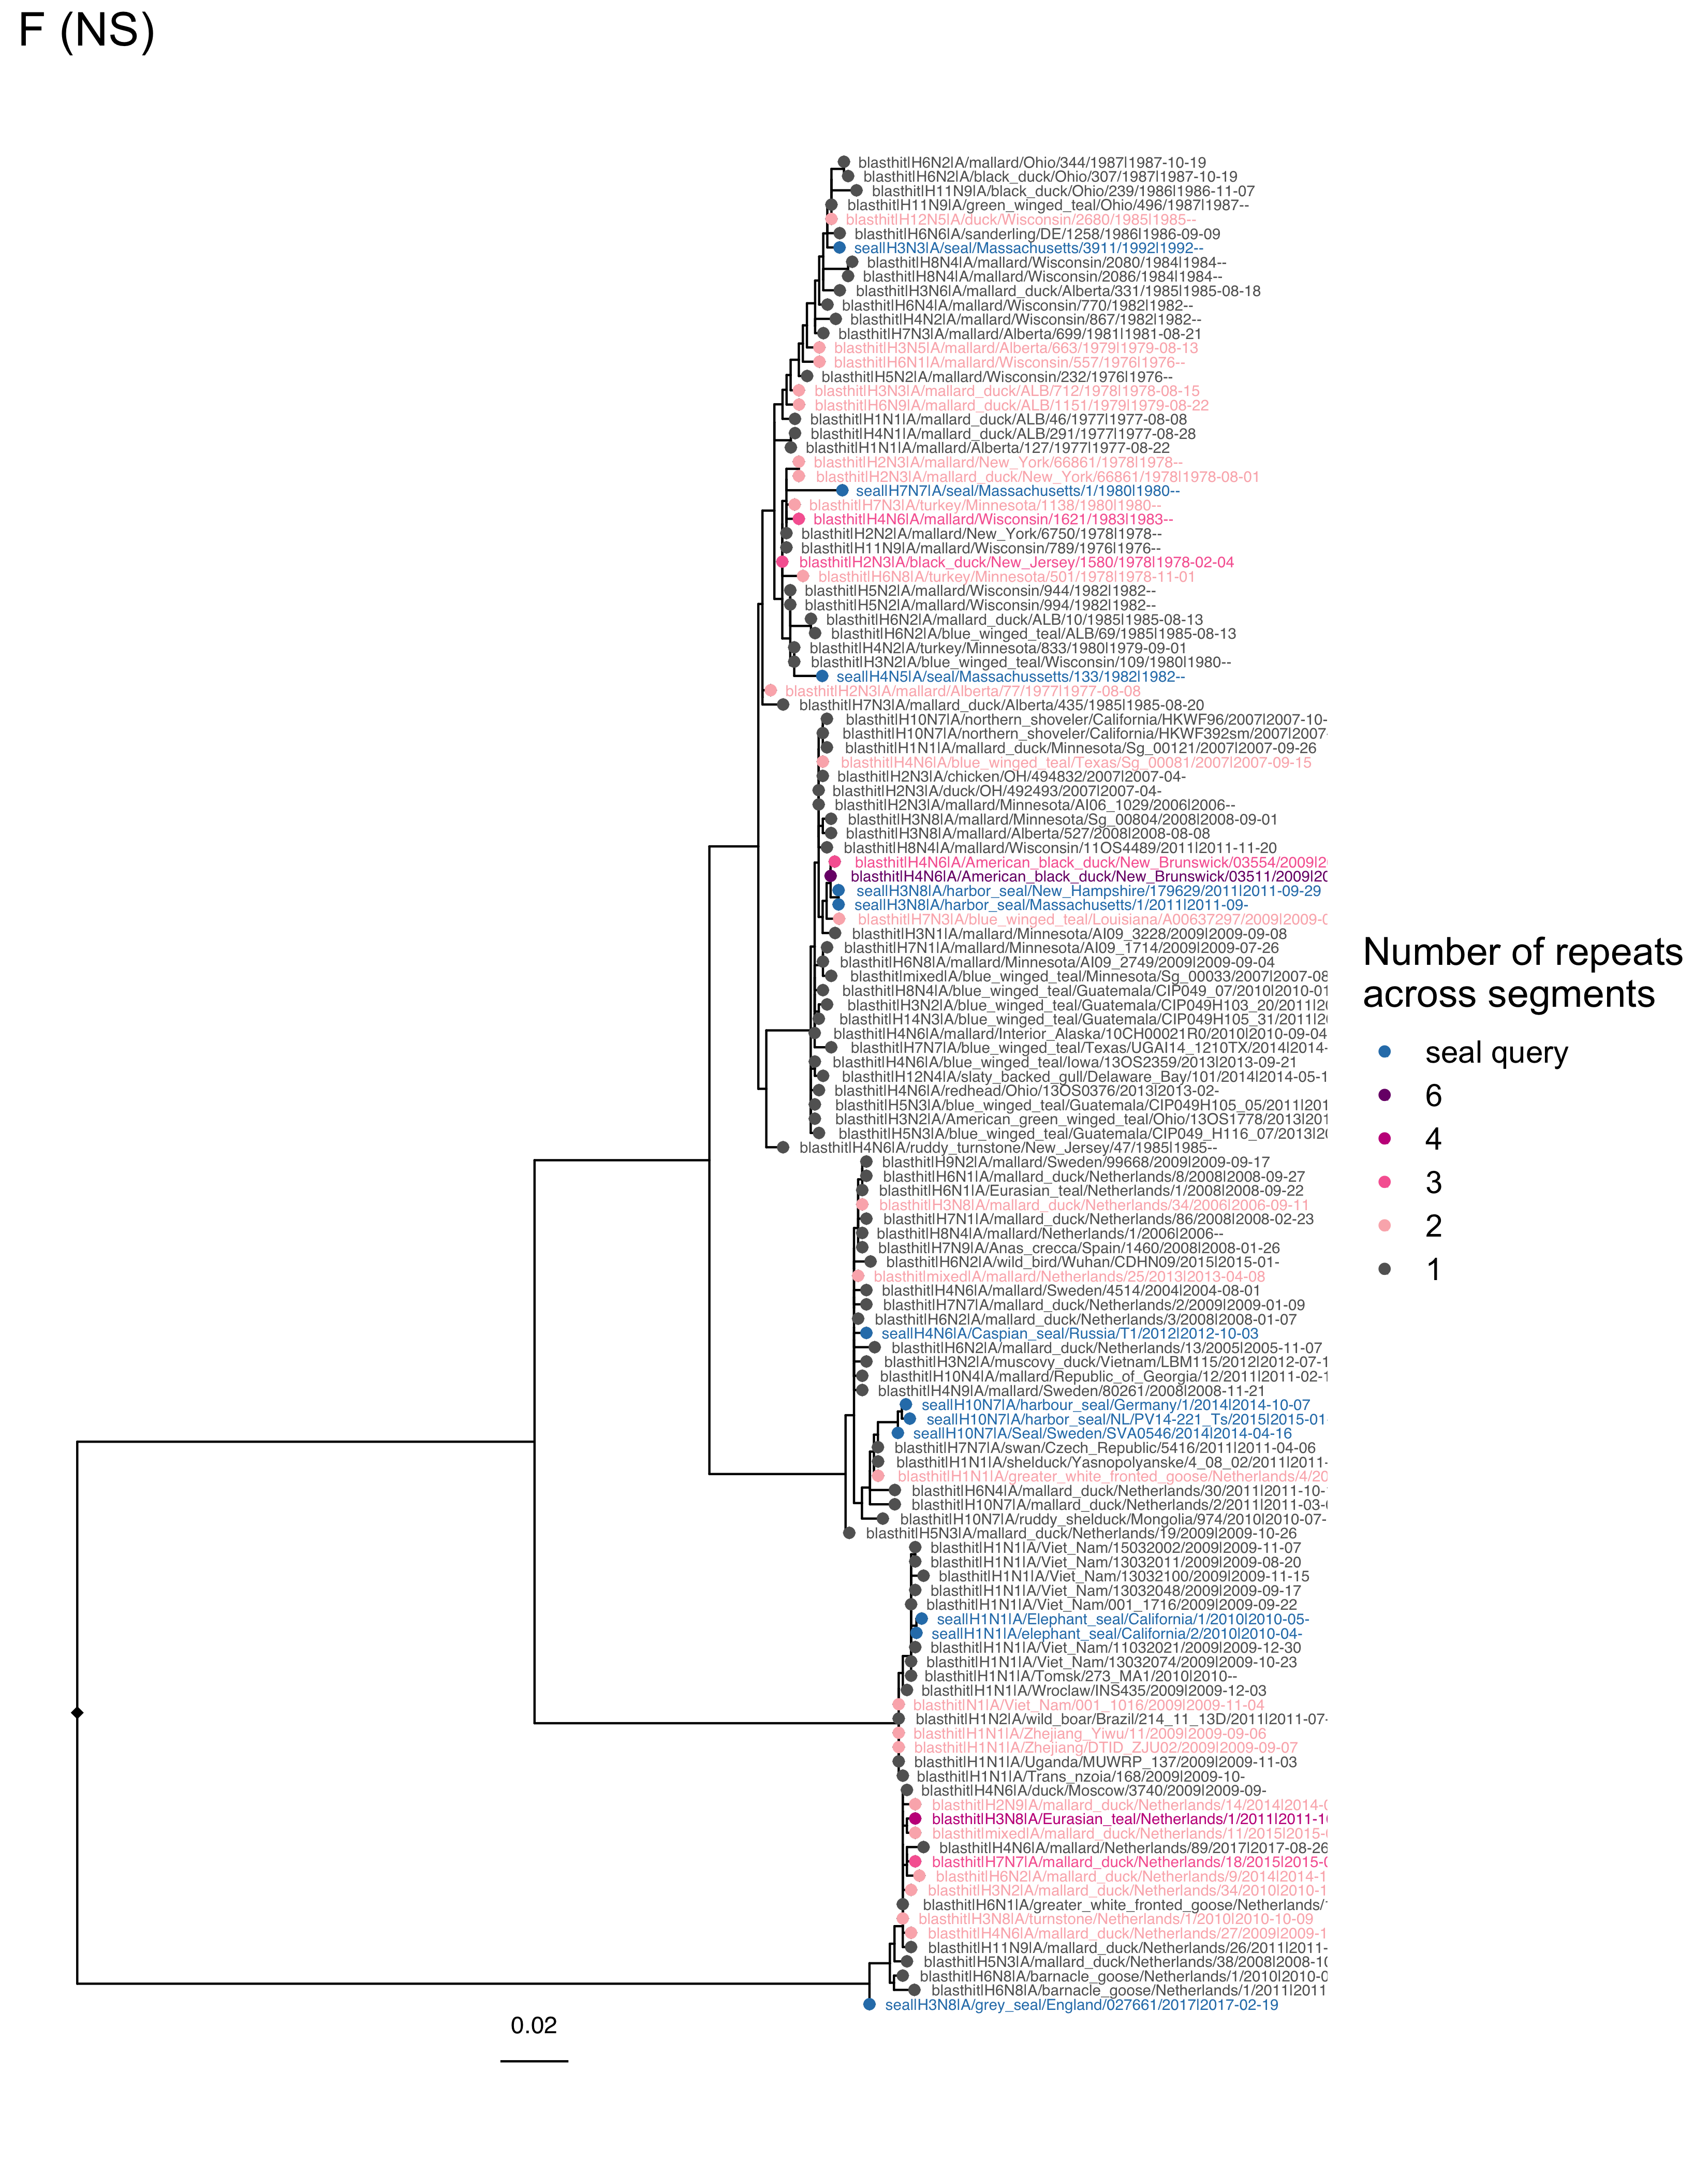 F (NS)
blasthit|H6N2|A/mallard/Ohio/344/1987|1987-10-19
blasthit|H6N2|A/black_duck/Ohio/307/1987|1987-10-19
blasthit|H11N9|A/black_duck/Ohio/239/1986|1986-11-07
blasthit|H11N9|A/green_winged_teal/Ohio/496/1987|1987--
blasthit|H12N5|A/duck/Wisconsin/2680/1985|1985--
blasthit|H6N6|A/sanderling/DE/1258/1986|1986-09-09
seal|H3N3|A/seal/Massachusetts/3911/1992|1992--
blasthit|H8N4|A/mallard/Wisconsin/2080/1984|1984--
blasthit|H8N4|A/mallard/Wisconsin/2086/1984|1984--
blasthit|H3N6|A/mallard_duck/Alberta/331/1985|1985-08-18
blasthit|H6N4|A/mallard/Wisconsin/770/1982|1982--
blasthit|H4N2|A/mallard/Wisconsin/867/1982|1982--
blasthit|H7N3|A/mallard/Alberta/699/1981|1981-08-21
blasthit|H3N5|A/mallard/Alberta/663/1979|1979-08-13
blasthit|H6N1|A/mallard/Wisconsin/557/1976|1976--
blasthit|H5N2|A/mallard/Wisconsin/232/1976|1976--
blasthit|H3N3|A/mallard_duck/ALB/712/1978|1978-08-15
blasthit|H6N9|A/mallard_duck/ALB/1151/1979|1979-08-22
blasthit|H1N1|A/mallard_duck/ALB/46/1977|1977-08-08
blasthit|H4N1|A/mallard_duck/ALB/291/1977|1977-08-28
blasthit|H1N1|A/mallard/Alberta/127/1977|1977-08-22
blasthit|H2N3|A/mallard/New_York/66861/1978|1978--
blasthit|H2N3|A/mallard_duck/New_York/66861/1978|1978-08-01
seal|H7N7|A/seal/Massachusetts/1/1980|1980--
blasthit|H7N3|A/turkey/Minnesota/1138/1980|1980--
blasthit|H4N6|A/mallard/Wisconsin/1621/1983|1983--
blasthit|H2N2|A/mallard/New_York/6750/1978|1978--
blasthit|H11N9|A/mallard/Wisconsin/789/1976|1976--
blasthit|H2N3|A/black_duck/New_Jersey/1580/1978|1978-02-04
blasthit|H6N8|A/turkey/Minnesota/501/1978|1978-11-01
blasthit|H5N2|A/mallard/Wisconsin/944/1982|1982--
blasthit|H5N2|A/mallard/Wisconsin/994/1982|1982--
blasthit|H6N2|A/mallard_duck/ALB/10/1985|1985-08-13
blasthit|H6N2|A/blue_winged_teal/ALB/69/1985|1985-08-13
blasthit|H4N2|A/turkey/Minnesota/833/1980|1979-09-01
blasthit|H3N2|A/blue_winged_teal/Wisconsin/109/1980|1980--
seal|H4N5|A/seal/Massachussetts/133/1982|1982--
blasthit|H2N3|A/mallard/Alberta/77/1977|1977-08-08
blasthit|H7N3|A/mallard_duck/Alberta/435/1985|1985-08-20
blasthit|H10N7|A/northern_shoveler/California/HKWF96/2007|2007-10-
blasthit|H10N7|A/northern_shoveler/California/HKWF392sm/2007|2007-
blasthit|H1N1|A/mallard_duck/Minnesota/Sg_00121/2007|2007-09-26
blasthit|H4N6|A/blue_winged_teal/Texas/Sg_00081/2007|2007-09-15
blasthit|H2N3|A/chicken/OH/494832/2007|2007-04-
blasthit|H2N3|A/duck/OH/492493/2007|2007-04-
blasthit|H2N3|A/mallard/Minnesota/AI06_1029/2006|2006--
blasthit|H3N8|A/mallard/Minnesota/Sg_00804/2008|2008-09-01
blasthit|H3N8|A/mallard/Alberta/527/2008|2008-08-08
blasthit|H8N4|A/mallard/Wisconsin/11OS4489/2011|2011-11-20
blasthit|H4N6|A/American_black_duck/New_Brunswick/03554/2009|2
blasthit|H4N6|A/American_black_duck/New_Brunswick/03511/2009|20
seal|H3N8|A/harbor_seal/New_Hampshire/179629/2011|2011-09-29
seal|H3N8|A/harbor_seal/Massachusetts/1/2011|2011-09-
blasthit|H7N3|A/blue_winged_teal/Louisiana/A00637297/2009|2009-0
blasthit|H3N1|A/mallard/Minnesota/AI09_3228/2009|2009-09-08
blasthit|H7N1|A/mallard/Minnesota/AI09_1714/2009|2009-07-26
blasthit|H6N8|A/mallard/Minnesota/AI09_2749/2009|2009-09-04
blasthit|mixed|A/blue_winged_teal/Minnesota/Sg_00033/2007|2007-08
blasthit|H8N4|A/blue_winged_teal/Guatemala/CIP049_07/2010|2010-01
blasthit|H3N2|A/blue_winged_teal/Guatemala/CIP049H103_20/2011|20
blasthit|H14N3|A/blue_winged_teal/Guatemala/CIP049H105_31/2011|2
blasthit|H4N6|A/mallard/Interior_Alaska/10CH00021R0/2010|2010-09-04
blasthit|H7N7|A/blue_winged_teal/Texas/UGAI14_1210TX/2014|2014-
blasthit|H4N6|A/blue_winged_teal/Iowa/13OS2359/2013|2013-09-21
blasthit|H12N4|A/slaty_backed_gull/Delaware_Bay/101/2014|2014-05-1
blasthit|H4N6|A/redhead/Ohio/13OS0376/2013|2013-02-
blasthit|H5N3|A/blue_winged_teal/Guatemala/CIP049H105_05/2011|201
blasthit|H3N2|A/American_green_winged_teal/Ohio/13OS1778/2013|201
blasthit|H5N3|A/blue_winged_teal/Guatemala/CIP049_H116_07/2013|20
blasthit|H4N6|A/ruddy_turnstone/New_Jersey/47/1985|1985--
blasthit|H9N2|A/mallard/Sweden/99668/2009|2009-09-17
blasthit|H6N1|A/mallard_duck/Netherlands/8/2008|2008-09-27
blasthit|H6N1|A/Eurasian_teal/Netherlands/1/2008|2008-09-22
blasthit|H3N8|A/mallard_duck/Netherlands/34/2006|2006-09-11
blasthit|H7N1|A/mallard_duck/Netherlands/86/2008|2008-02-23
blasthit|H8N4|A/mallard/Netherlands/1/2006|2006--
blasthit|H7N9|A/Anas_crecca/Spain/1460/2008|2008-01-26
blasthit|H6N2|A/wild_bird/Wuhan/CDHN09/2015|2015-01-
blasthit|mixed|A/mallard/Netherlands/25/2013|2013-04-08
blasthit|H4N6|A/mallard/Sweden/4514/2004|2004-08-01
blasthit|H7N7|A/mallard_duck/Netherlands/2/2009|2009-01-09
blasthit|H6N2|A/mallard_duck/Netherlands/3/2008|2008-01-07
seal|H4N6|A/Caspian_seal/Russia/T1/2012|2012-10-03
blasthit|H6N2|A/mallard_duck/Netherlands/13/2005|2005-11-07
blasthit|H3N2|A/muscovy_duck/Vietnam/LBM115/2012|2012-07-1
blasthit|H10N4|A/mallard/Republic_of_Georgia/12/2011|2011-02-1
blasthit|H4N9|A/mallard/Sweden/80261/2008|2008-11-21
seal|H10N7|A/harbour_seal/Germany/1/2014|2014-10-07
seal|H10N7|A/harbor_seal/NL/PV14-221_Ts/2015|2015-01-
seal|H10N7|A/Seal/Sweden/SVA0546/2014|2014-04-16
blasthit|H7N7|A/swan/Czech_Republic/5416/2011|2011-04-06
blasthit|H1N1|A/shelduck/Yasnopolyanske/4_08_02/2011|2011-
blasthit|H1N1|A/greater_white_fronted_goose/Netherlands/4/20
blasthit|H6N4|A/mallard_duck/Netherlands/30/2011|2011-10-
blasthit|H10N7|A/mallard_duck/Netherlands/2/2011|2011-03-
blasthit|H10N7|A/ruddy_shelduck/Mongolia/974/2010|2010-07-
blasthit|H5N3|A/mallard_duck/Netherlands/19/2009|2009-10-26
blasthit|H1N1|A/Viet_Nam/15032002/2009|2009-11-07
blasthit|H1N1|A/Viet_Nam/13032011/2009|2009-08-20
blasthit|H1N1|A/Viet_Nam/13032100/2009|2009-11-15
blasthit|H1N1|A/Viet_Nam/13032048/2009|2009-09-17
blasthit|H1N1|A/Viet_Nam/001_1716/2009|2009-09-22
seal|H1N1|A/Elephant_seal/California/1/2010|2010-05-
seal|H1N1|A/elephant_seal/California/2/2010|2010-04-
blasthit|H1N1|A/Viet_Nam/11032021/2009|2009-12-30
blasthit|H1N1|A/Viet_Nam/13032074/2009|2009-10-23
blasthit|H1N1|A/Tomsk/273_MA1/2010|2010--
blasthit|H1N1|A/Wroclaw/INS435/2009|2009-12-03
blasthit|N1|A/Viet_Nam/001_1016/2009|2009-11-04
blasthit|H1N2|A/wild_boar/Brazil/214_11_13D/2011|2011-07-
blasthit|H1N1|A/Zhejiang_Yiwu/11/2009|2009-09-06
blasthit|H1N1|A/Zhejiang/DTID_ZJU02/2009|2009-09-07
blasthit|H1N1|A/Uganda/MUWRP_137/2009|2009-11-03
blasthit|H1N1|A/Trans_nzoia/168/2009|2009-10-
blasthit|H4N6|A/duck/Moscow/3740/2009|2009-09-
blasthit|H2N9|A/mallard_duck/Netherlands/14/2014|2014-0
blasthit|H3N8|A/Eurasian_teal/Netherlands/1/2011|2011-1
blasthit|mixed|A/mallard_duck/Netherlands/11/2015|2015-
blasthit|H4N6|A/mallard/Netherlands/89/2017|2017-08-26
blasthit|H7N7|A/mallard_duck/Netherlands/18/2015|2015-0
blasthit|H6N2|A/mallard_duck/Netherlands/9/2014|2014-1
blasthit|H3N2|A/mallard_duck/Netherlands/34/2010|2010-1
blasthit|H6N1|A/greater_white_fronted_goose/Netherlands/
blasthit|H3N8|A/turnstone/Netherlands/1/2010|2010-10-09
blasthit|H4N6|A/mallard_duck/Netherlands/27/2009|2009-1
blasthit|H11N9|A/mallard_duck/Netherlands/26/2011|2011-
blasthit|H5N3|A/mallard_duck/Netherlands/38/2008|2008-10
blasthit|H6N8|A/barnacle_goose/Netherlands/1/2010|2010-0
blasthit|H6N8|A/barnacle_goose/Netherlands/1/2011|2011
seal|H3N8|A/grey_seal/England/027661/2017|2017-02-19
0.02
Number of repeats
across segments
seal query
6
4
3
2
1